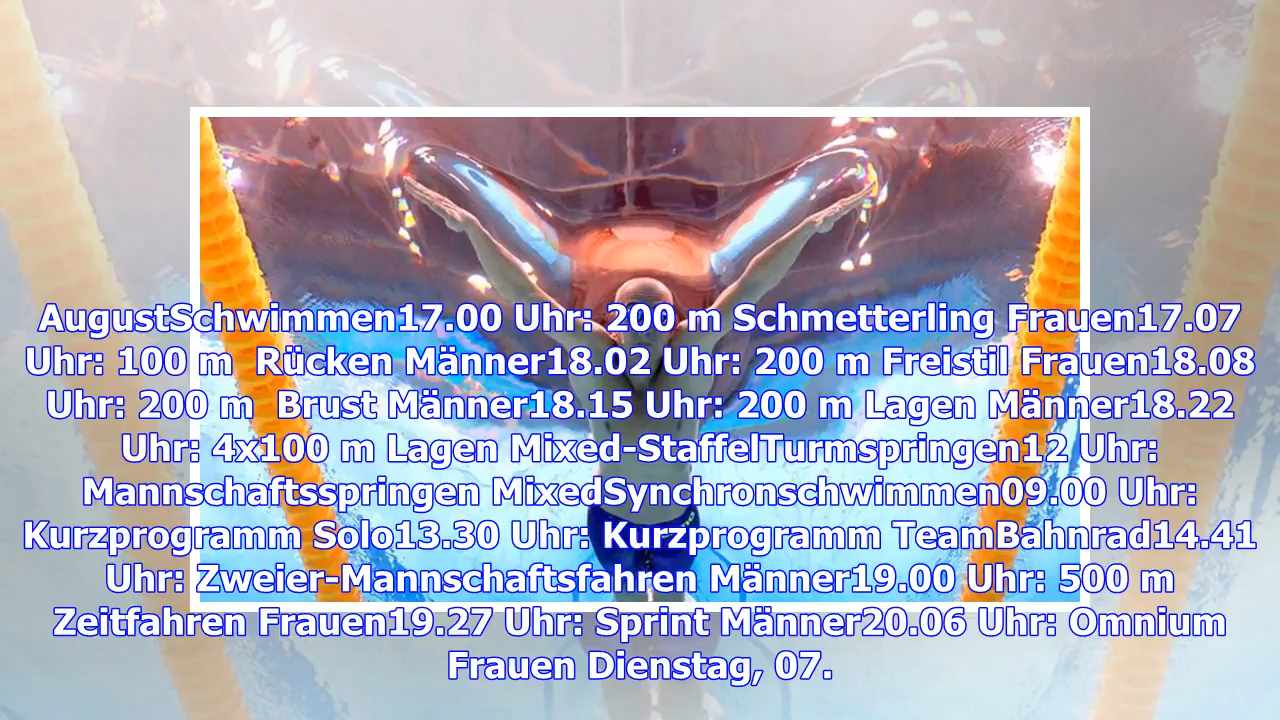 AugustSchwimmen17.00 Uhr: 200 m Schmetterling Frauen17.07
Uhr: 100 m  Rücken Männer18.02 Uhr: 200 m Freistil Frauen18.08
Uhr: 200 m  Brust Männer18.15 Uhr: 200 m Lagen Männer18.22
Uhr: 4x100 m Lagen Mixed-StaffelTurmspringen12 Uhr:
Mannschaftsspringen MixedSynchronschwimmen09.00 Uhr:
Kurzprogramm Solo13.30 Uhr: Kurzprogramm TeamBahnrad14.41
Uhr: Zweier-Mannschaftsfahren Männer19.00 Uhr: 500 m
Zeitfahren Frauen19.27 Uhr: Sprint Männer20.06 Uhr: Omnium
Frauen Dienstag, 07.